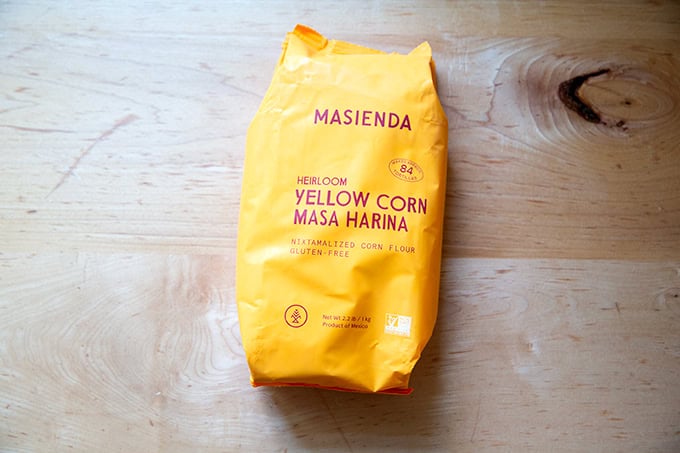 MASIENDA
84
TORTILLAS
HEIRLOOM
YELLOW CORN
MASA HARINA
NIXTAMALIZED CORN FLOUR
GLUTEN-FREE
Net Wt 2.2 lb / 1 kg
Product of Mexico